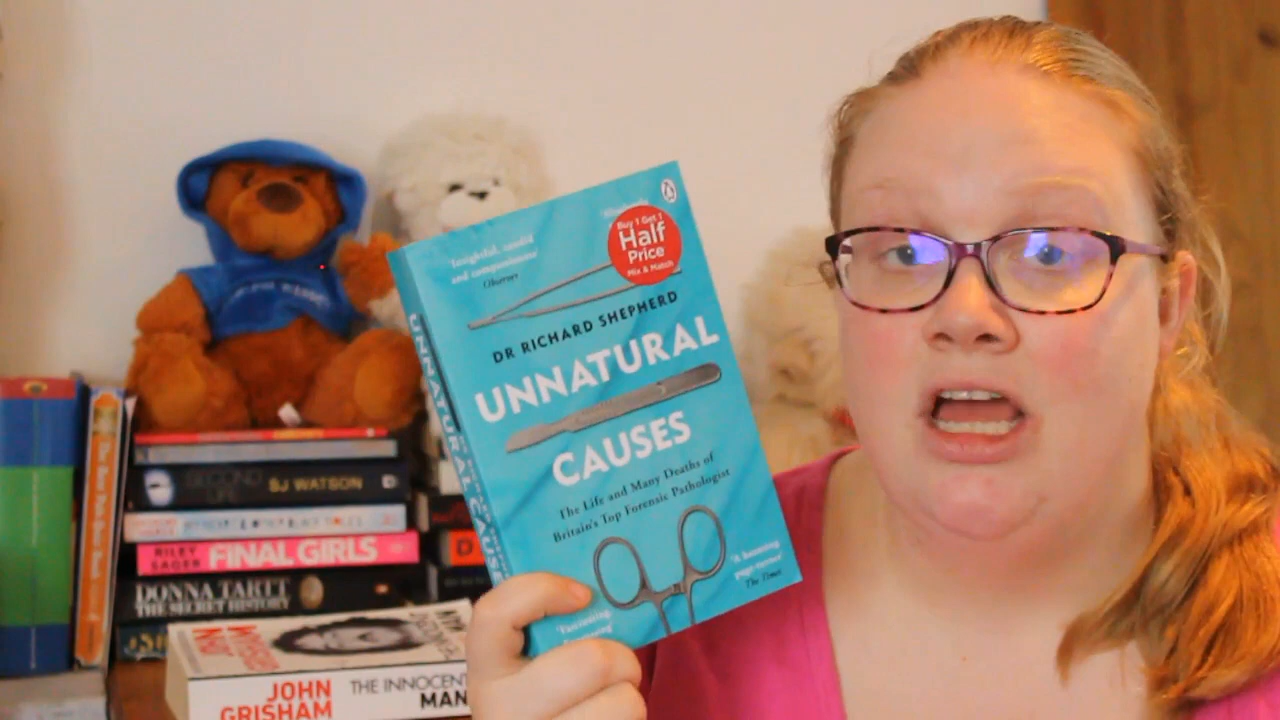 'Insightful, candid
and compassionate'
Observer
Buy 1 Get 1
Half
Price
Mix & Match
DR RICHARD SHEPHERD
UNNATURAL
CAUSES
The Life and Many Deaths of
Britain's Top Forensic Pathologist
'A haunting
page-turner'
The Times
UNNATURAL CAUSES
SECOND
LIFE
SJ WATSON
RILEY
SAGER
FINAL GIRLS
DONNA TARTT
THE SECRET HISTORY
JOHN
GRISHAM
THE INNOCENT
MAN